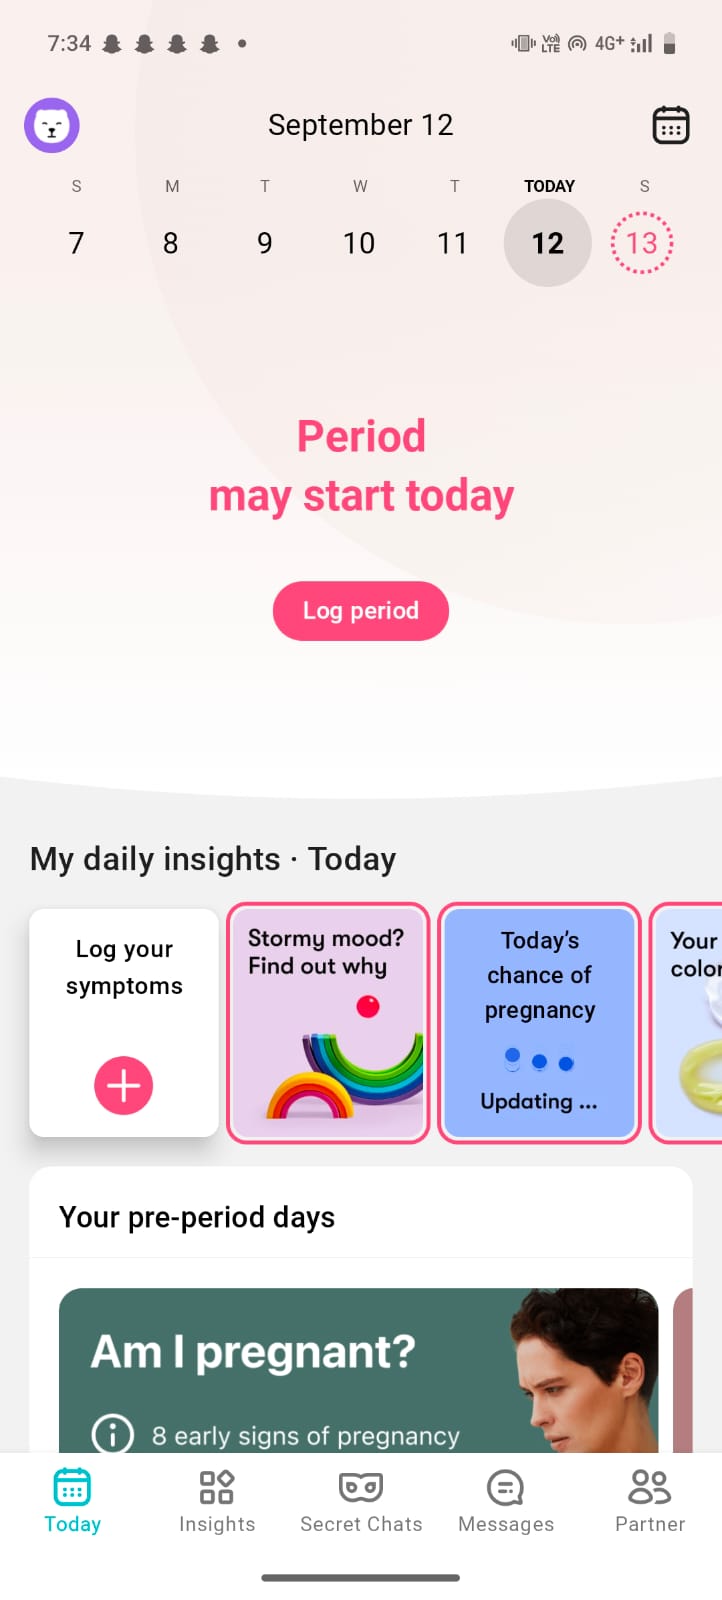 7:34
Vo) LTE 4G+
September 12
S M T W T TODAY S
7 8 9 10 11 12 13
Period
may start today
Log period
My daily insights · Today
Log your
symptoms
Stormy mood?
Find out why
Today's
chance of
pregnancy
Updating ...
Your
color
Your pre-period days
Am I pregnant?
8 early signs of pregnancy
Today
Insights
Secret Chats
Messages
Partner